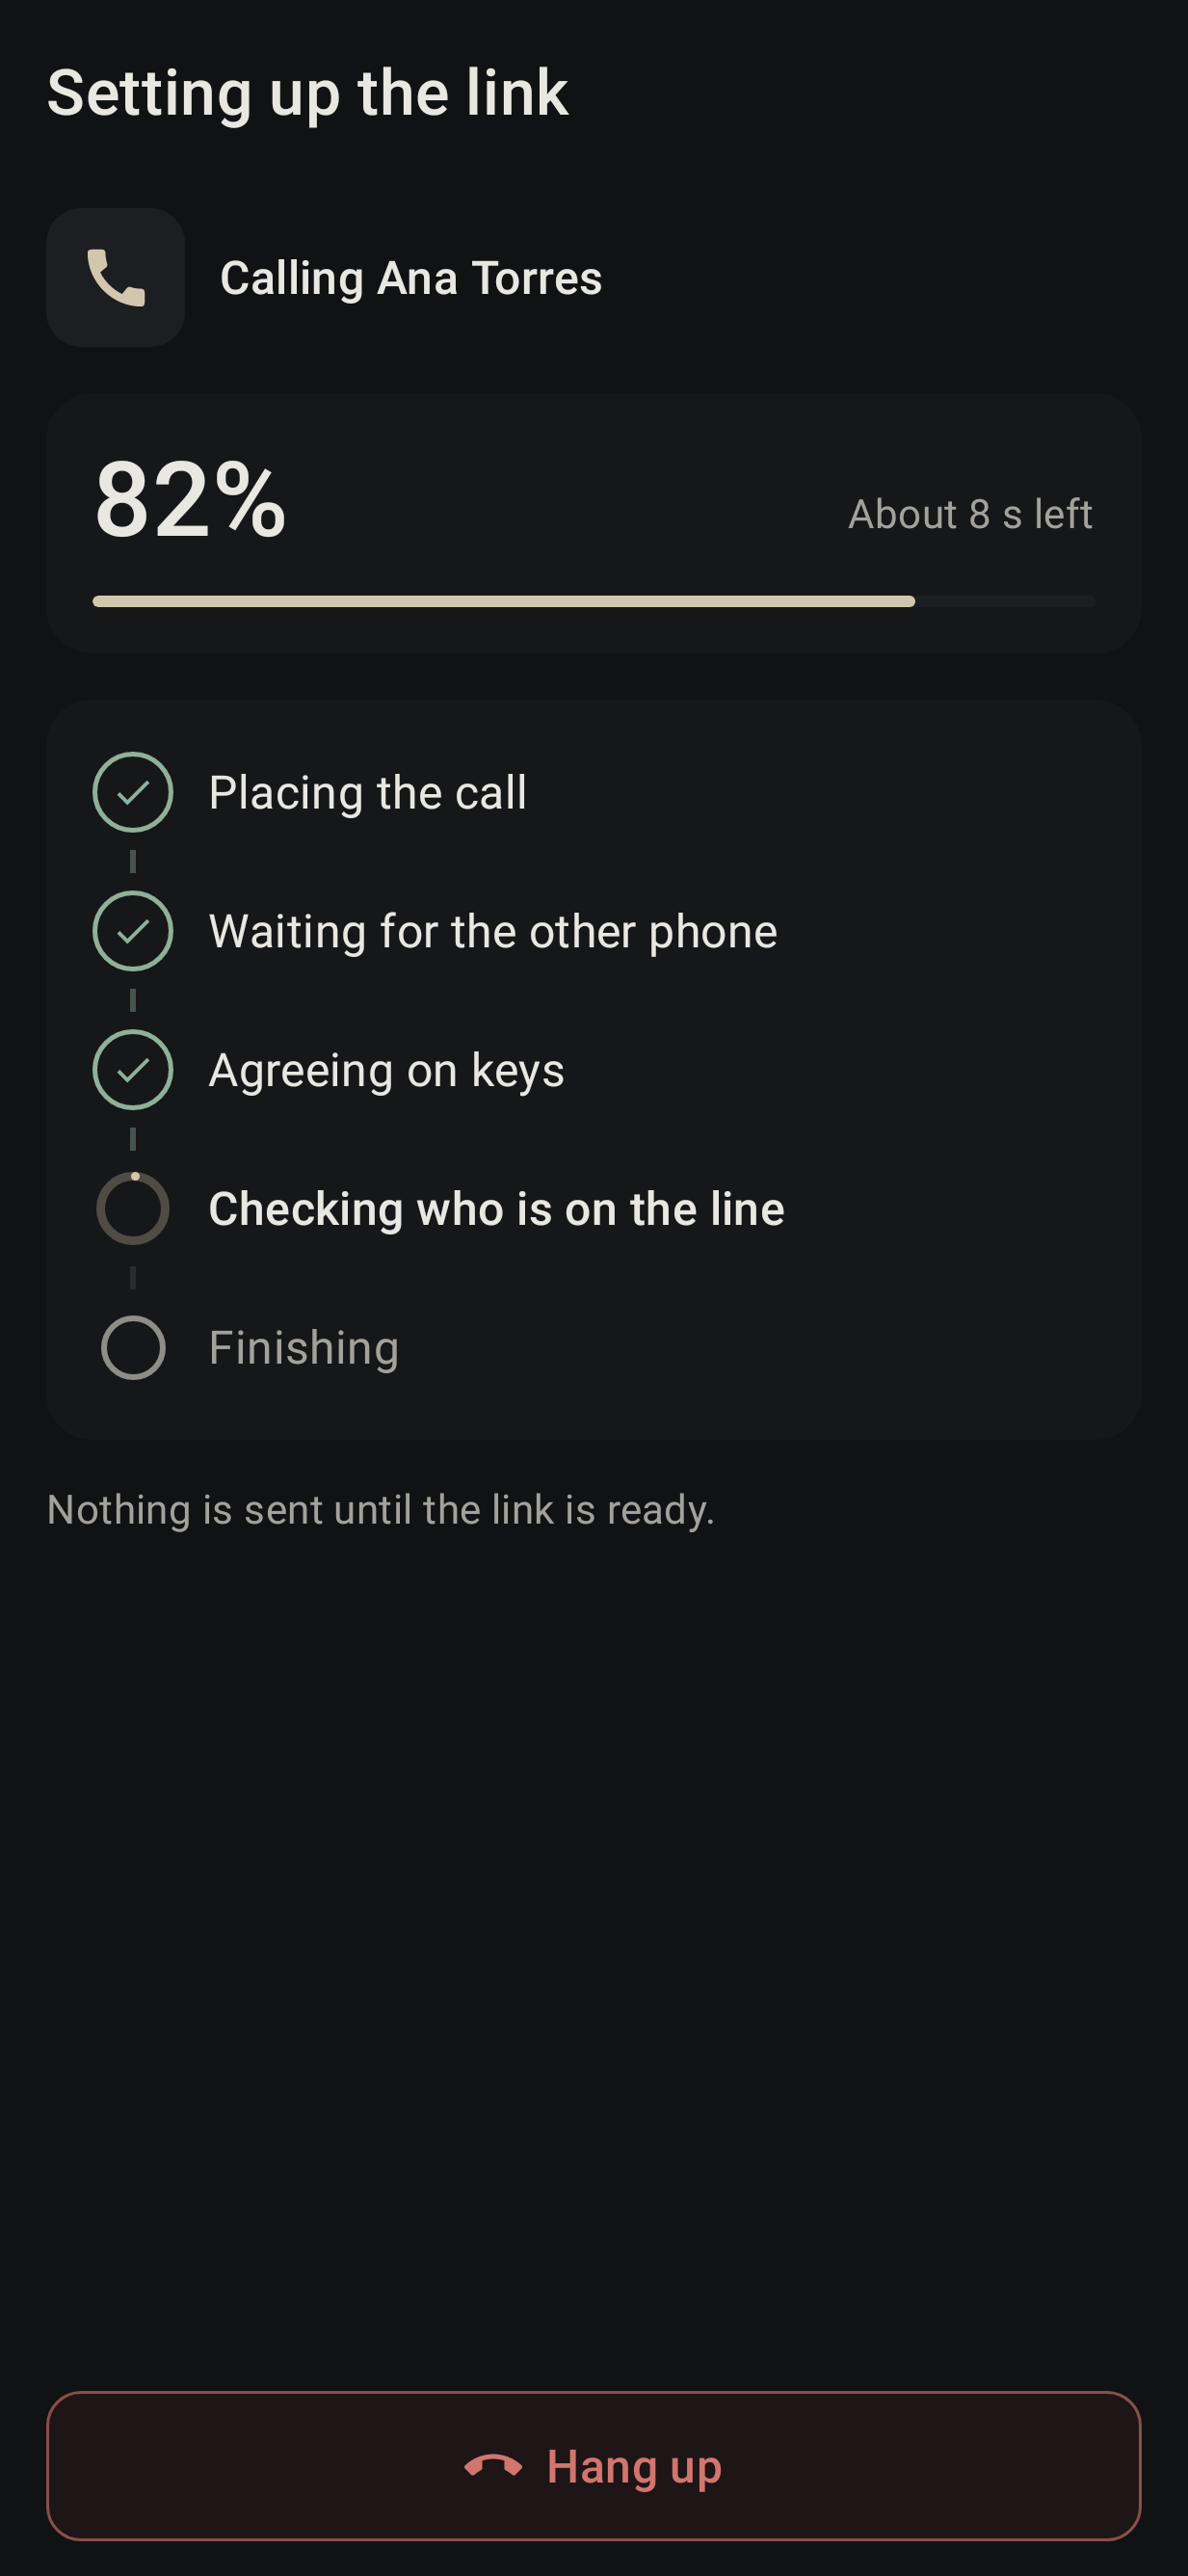 Setting up the link
Calling Ana Torres
82%
About 8 s left
Placing the call
Waiting for the other phone
Agreeing on keys
Checking who is on the line
Finishing
Nothing is sent until the link is ready.
Hang up